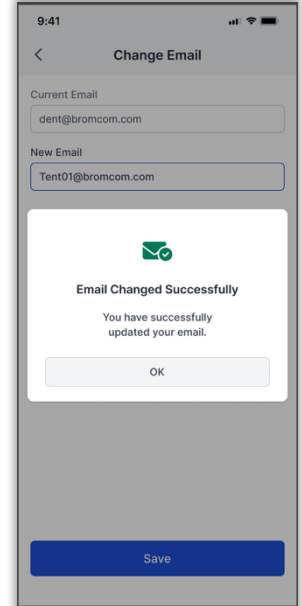 9:41
Change Email
Current Email
dent@bromcom.com
New Email
Tent01@bromcom.com
Email Changed Successfully
You have successfully
updated your email.
OK
Save